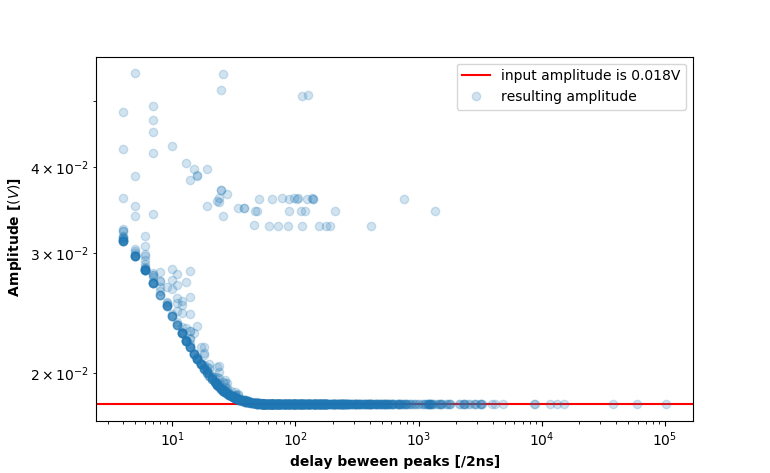 input amplitude is 0.018V
resulting amplitude
Amplitude [(V)]
4 × 10⁻²
3 × 10⁻²
2 × 10⁻²
10¹ 10² 10³ 10⁴ 10⁵
delay beween peaks [/2ns]